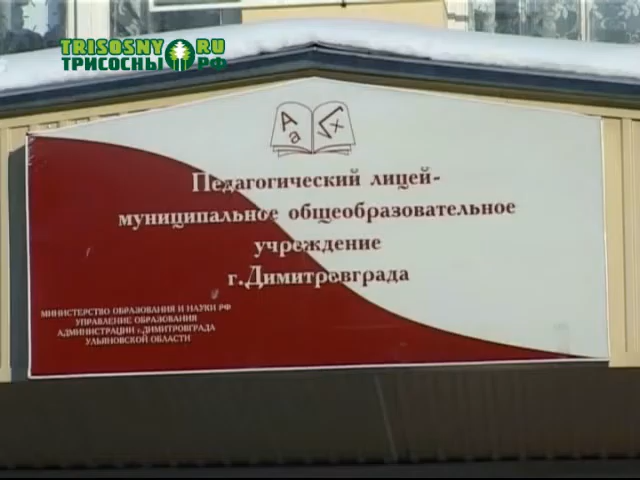 TRISOSNY RU
ТРИСОСНЫ РФ
А а √x
Педагогический лицей-
муниципальное общеобразовательное
учреждение
г.Димитровграда
МИНИСТЕРСТВО ОБРАЗОВАНИЯ И НАУКИ РФ
УПРАВЛЕНИЕ ОБРАЗОВАНИЯ
АДМИНИСТРАЦИИ г.ДИМИТРОВГРАДА
УЛЬЯНОВСКОЙ ОБЛАСТИ